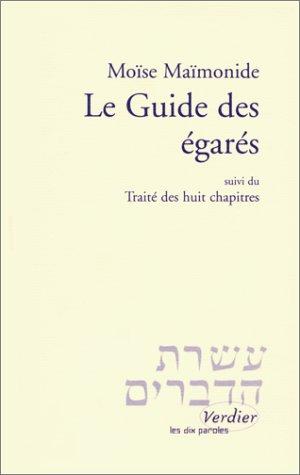 Moïse Maïmonide
Le Guide des
égarés
suivi du
Traité des huit chapitres
עשרת
הדברים
Verdier
les dix paroles